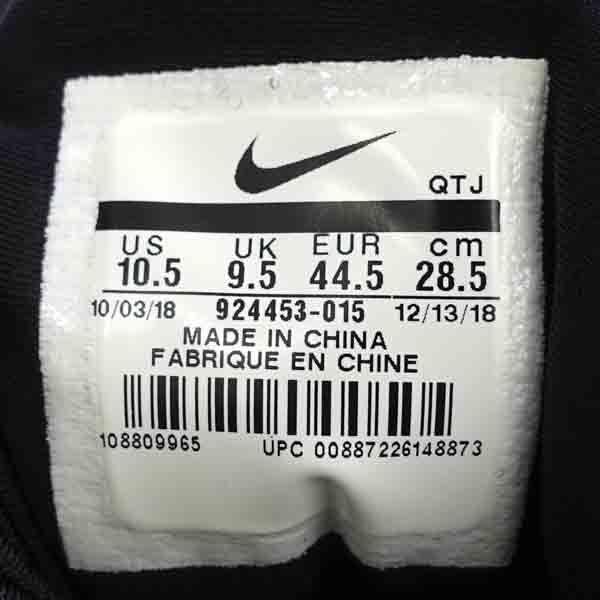 QTJ
US UK EUR cm
10.5 9.5 44.5 28.5
10/03/18 924453-015 12/13/18
MADE IN CHINA
FABRIQUE EN CHINE
108809965 UPC 00887226148873